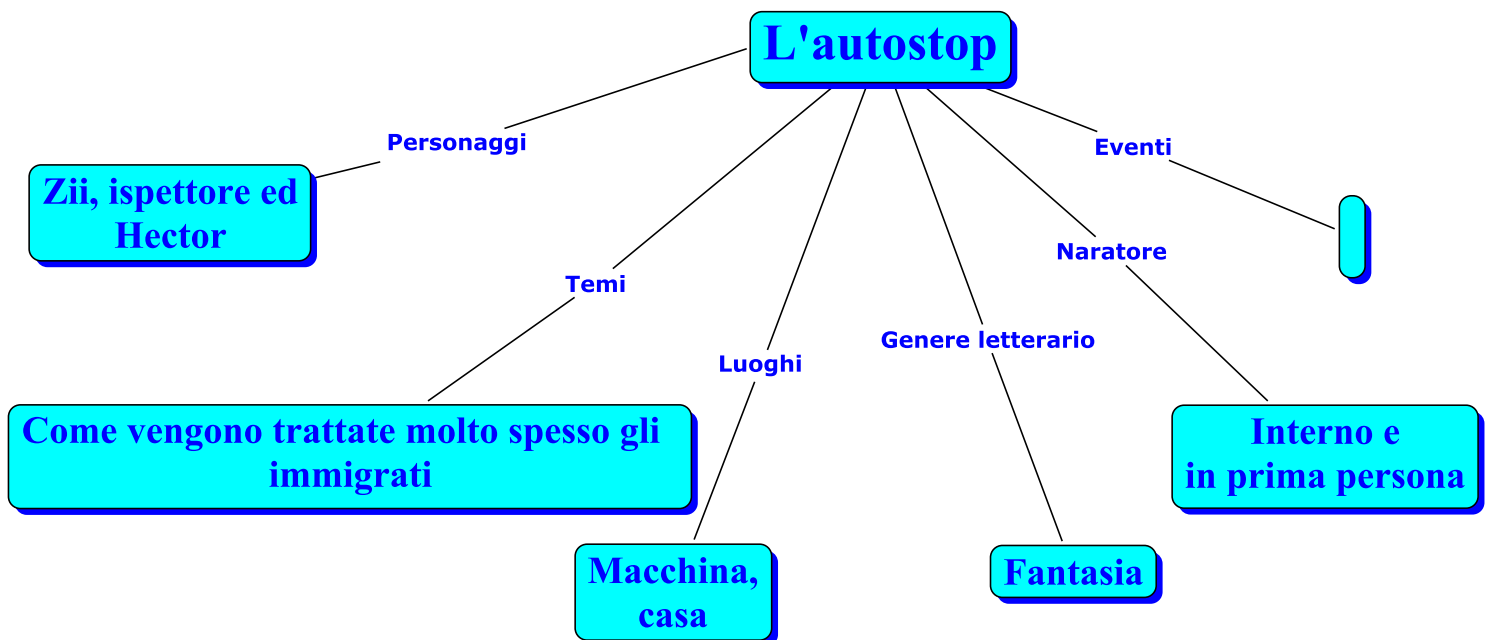 L'autostop
Personaggi
Eventi
Zii, ispettore ed
Hector
Naratore
Temi
Genere letterario
Luoghi
Come vengono trattate molto spesso gli
immigrati
Interno e
in prima persona
Macchina,
casa
Fantasia